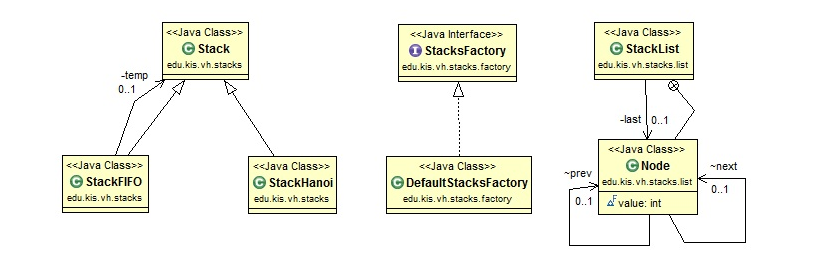 <<Java Class>>
C Stack
edu.kis.vh.stacks
-temp
0..1
<<Java Class>>
C StackFIFO
edu.kis.vh.stacks
<<Java Class>>
C StackHanoi
edu.kis.vh.stacks
<<Java Interface>>
I StacksFactory
edu.kis.vh.stacks.factory
<<Java Class>>
C DefaultStacksFactory
edu.kis.vh.stacks.factory
<<Java Class>>
C StackList
edu.kis.vh.stacks.list
-last
0..1
<<Java Class>>
C Node
edu.kis.vh.stacks.list
F value: int
~prev
0..1
~next
0..1